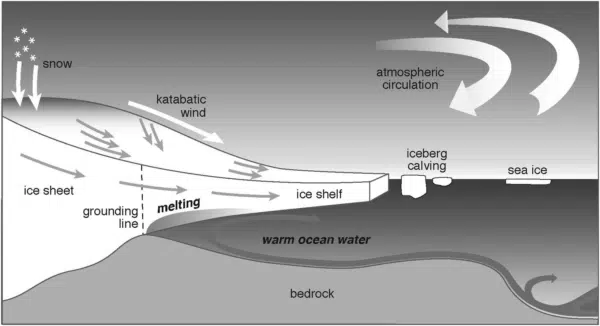 snow
katabatic
wind
atmospheric
circulation
iceberg
calving
sea ice
ice sheet
grounding
line
melting
ice shelf
warm ocean water
bedrock